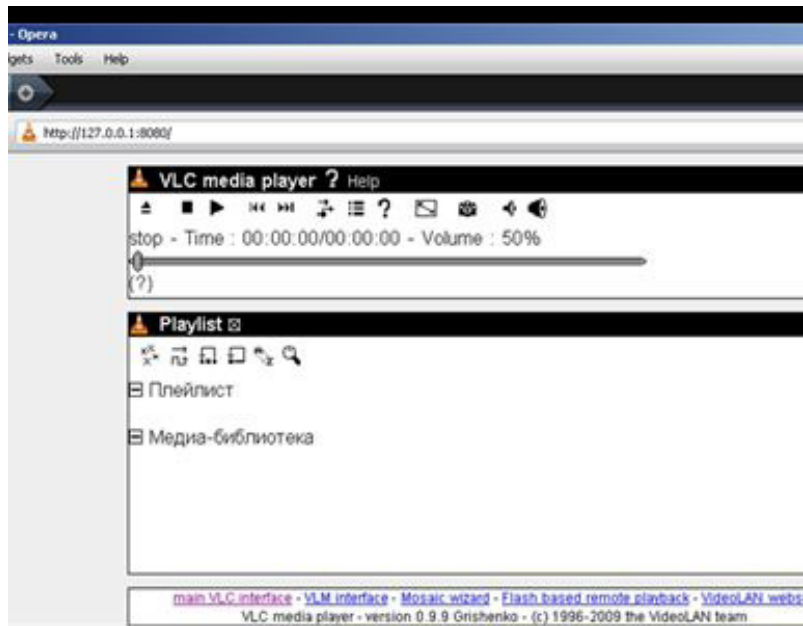 - Opera
igets Tools Help
http://127.0.0.1:8080/
VLC media player ? Help
stop - Time : 00:00:00/00:00:00 - Volume : 50%
(?)
Playlist
Плейлист
Медиа-библиотека
main VLC interface - VLM interface - Mosaic wizard - Flash based remote playback - VideoLAN webs
VLC media player - version 0.9.9 Grishenko - (c) 1996-2009 the VideoLAN team